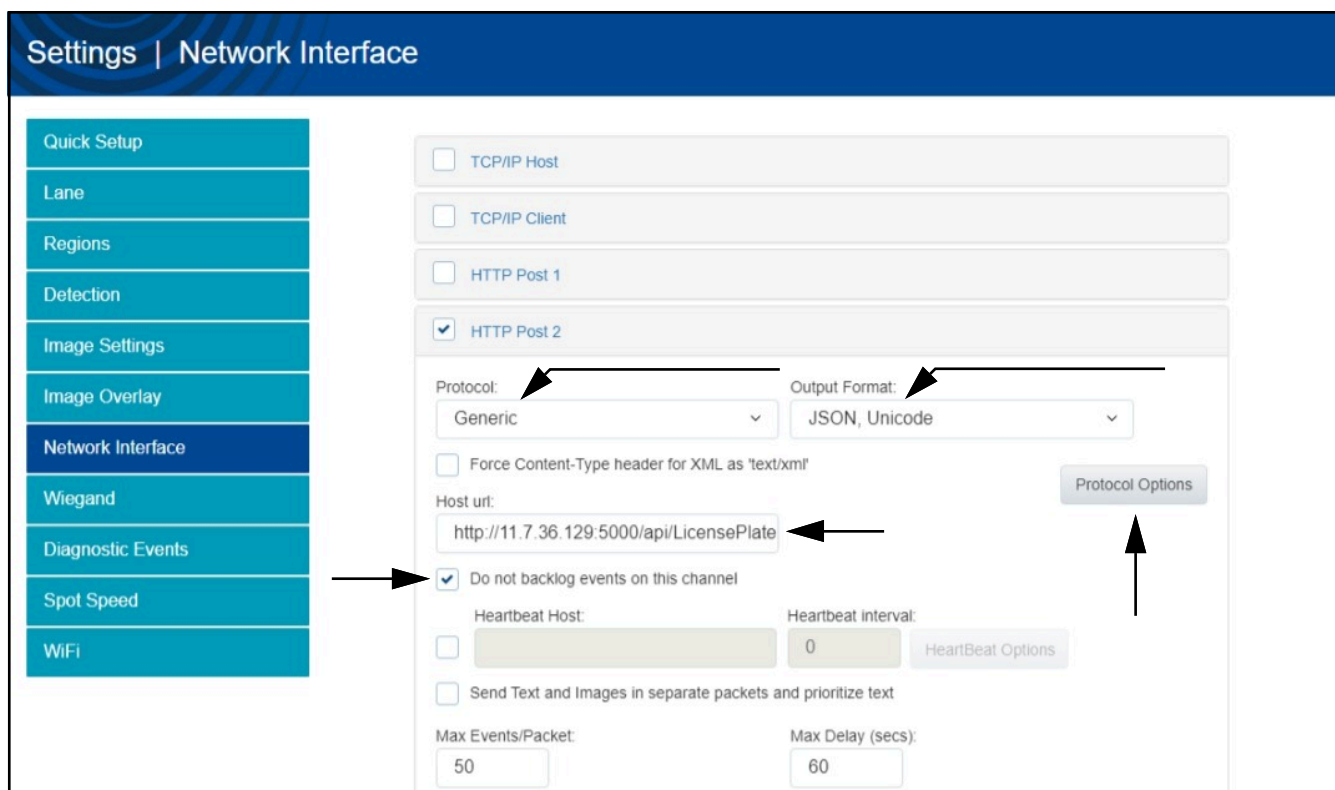 Settings | Network Interface
Quick Setup
Lane
Regions
Detection
Image Settings
Image Overlay
Network Interface
Wiegand
Diagnostic Events
Spot Speed
WiFi
TCP/IP Host
TCP/IP Client
HTTP Post 1
HTTP Post 2
Protocol: Output Format:
Generic JSON, Unicode
Force Content-Type header for XML as 'text/xml'
Protocol Options
Host url:
http://11.7.36.129:5000/api/LicensePlate
Do not backlog events on this channel
Heartbeat Host: Heartbeat interval:
0 HeartBeat Options
Send Text and Images in separate packets and prioritize text
Max Events/Packet: Max Delay (secs):
50 60